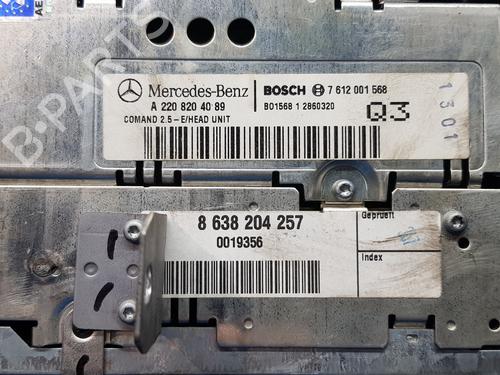 Mercedes-Benz
A 220 820 40 89
COMAND 2.5 - E/HEAD UNIT
BOSCH 7 612 001 568
B01568 1 2860320
Q3
1301
8 638 204 257
0019356
Geprueft
Index
B-PARTS